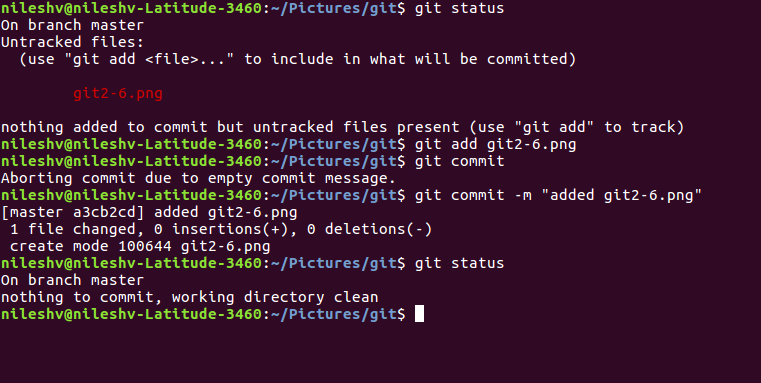 nileshv@nileshv-Latitude-3460:~/Pictures/git$ git status
On branch master
Untracked files:
  (use "git add <file>..." to include in what will be committed)
        git2-6.png
nothing added to commit but untracked files present (use "git add" to track)
nileshv@nileshv-Latitude-3460:~/Pictures/git$ git add git2-6.png
nileshv@nileshv-Latitude-3460:~/Pictures/git$ git commit
Aborting commit due to empty commit message.
nileshv@nileshv-Latitude-3460:~/Pictures/git$ git commit -m "added git2-6.png"
[master a3cb2cd] added git2-6.png
 1 file changed, 0 insertions(+), 0 deletions(-)
 create mode 100644 git2-6.png
nileshv@nileshv-Latitude-3460:~/Pictures/git$ git status
On branch master
nothing to commit, working directory clean
nileshv@nileshv-Latitude-3460:~/Pictures/git$